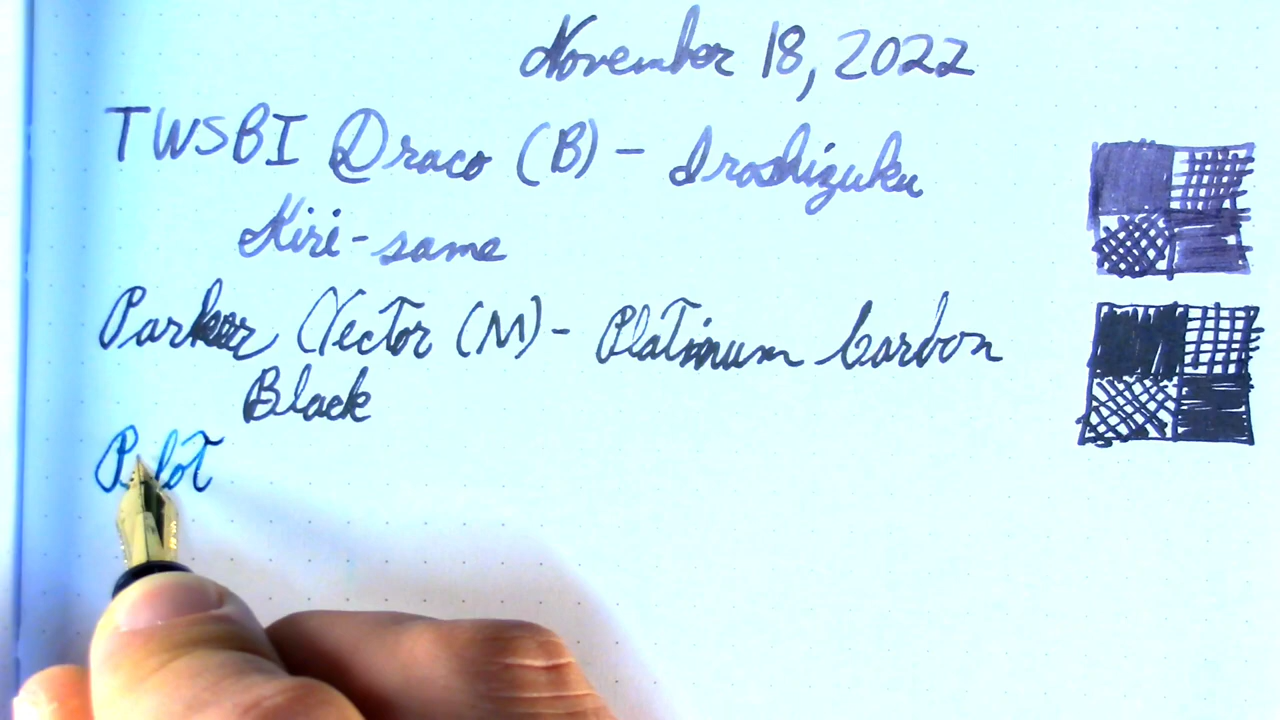 November 18, 2022
TWSBI Draco (B) - Iroshizuku
Kiri-same
Parker Vector (M) - Platinum Carbon
Black
Pilot